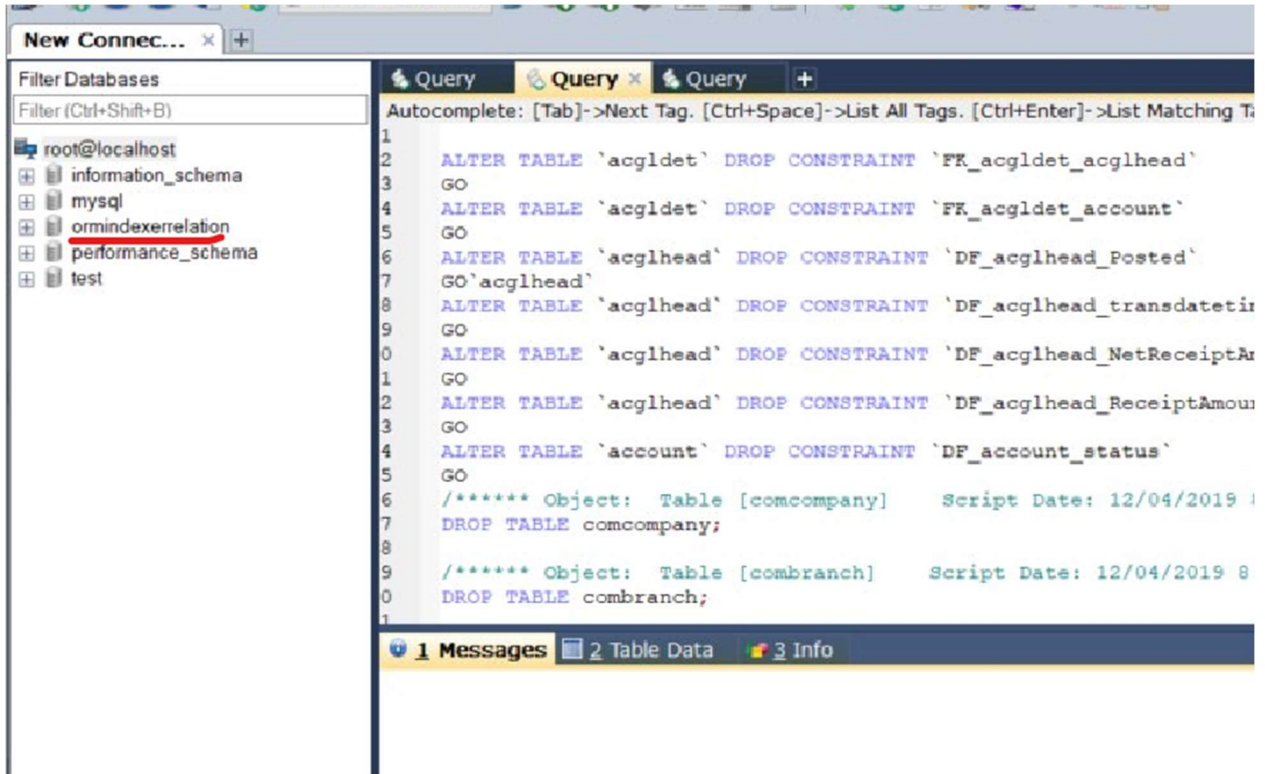 New Connec... × +
Filter Databases
Filter (Ctrl+Shift+B)
root@localhost
information_schema
mysql
ormindexerrelation
performance_schema
test
Query Query × Query +
Autocomplete: [Tab]->Next Tag. [Ctrl+Space]->List All Tags. [Ctrl+Enter]->List Matching
1
2 ALTER TABLE `acgldet` DROP CONSTRAINT `FK_acgldet_acglhead`
3 GO
4 ALTER TABLE `acgldet` DROP CONSTRAINT `FK_acgldet_account`
5 GO
6 ALTER TABLE `acglhead` DROP CONSTRAINT `DF_acglhead_Posted`
7 GO`acglhead`
8 ALTER TABLE `acglhead` DROP CONSTRAINT `DF_acglhead_transdatetim
9 GO
0 ALTER TABLE `acglhead` DROP CONSTRAINT `DF_acglhead_NetReceiptAm
1 GO
2 ALTER TABLE `acglhead` DROP CONSTRAINT `DF_acglhead_ReceiptAmoun
3 GO
4 ALTER TABLE `account` DROP CONSTRAINT `DF_account_status`
5 GO
6 /****** Object: Table [comcompany] Script Date: 12/04/2019 8
7 DROP TABLE comcompany;
8
9 /****** Object: Table [combranch] Script Date: 12/04/2019 8
0 DROP TABLE combranch;
1
1 Messages 2 Table Data 3 Info